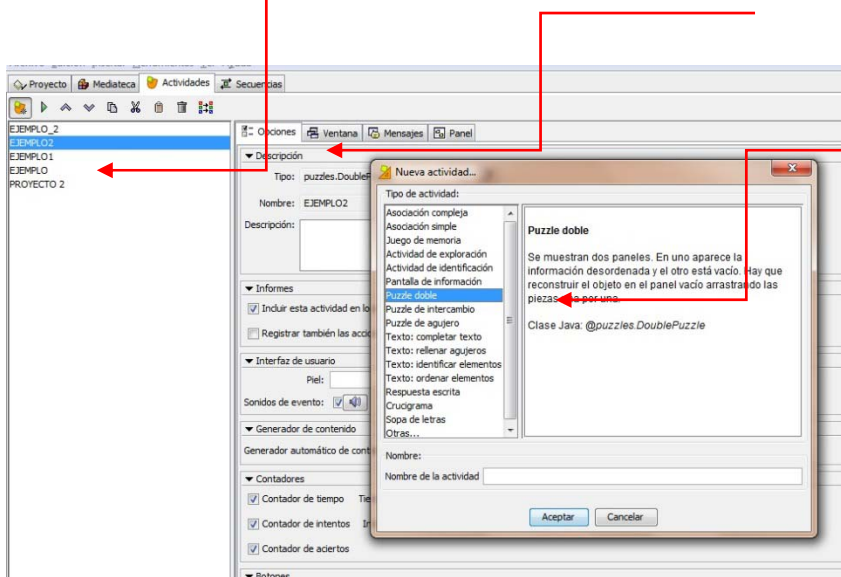 Proyecto Mediateca Actividades Secuencias
EJEMPLO_2
EJEMPLO2
EJEMPLO1
EJEMPLO
PROYECTO 2
Opciones Ventana Mensajes Panel
Descripción
Tipo: puzzles.DoubleP
Nombre: EJEMPLO2
Descripción:
Informes
Incluir esta actividad en lo
Registrar también las acci
Interfaz de usuario
Piel:
Sonidos de evento:
Generador de contenido
Generador automático de cont
Contadores
Contador de tiempo Tie
Contador de intentos In
Contador de aciertos
Botones
Nueva actividad...
Tipo de actividad:
Asociación compleja
Asociación simple
Juego de memoria
Actividad de exploración
Actividad de identificación
Pantalla de información
Puzzle doble
Puzzle de intercambio
Puzzle de agujero
Texto: completar texto
Texto: rellenar agujeros
Texto: identificar elementos
Texto: ordenar elementos
Respuesta escrita
Crucigrama
Sopa de letras
Otras...
Puzzle doble
Se muestran dos paneles. En uno aparece la
información desordenada y el otro está vacío. Hay que
reconstruir el objeto en el panel vacío arrastrando las
piezas una por una.
Clase Java: @puzzles.DoublePuzzle
Nombre:
Nombre de la actividad
Aceptar Cancelar